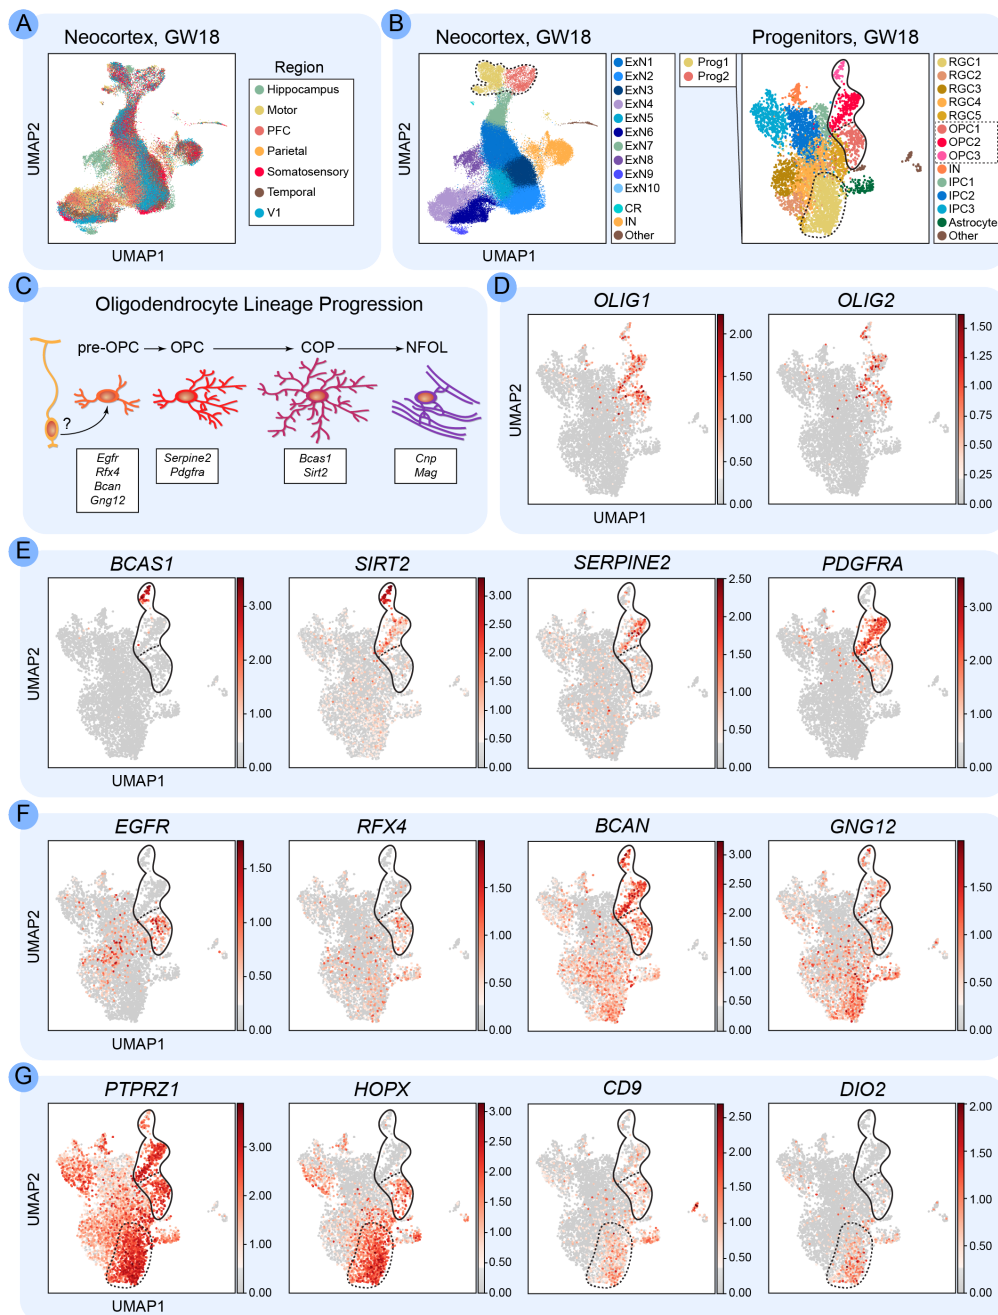 A
Neocortex, GW18
UMAP2
UMAP1
Region
Hippocampus
Motor
PFC
Parietal
Somatosensory
Temporal
V1
B
Neocortex, GW18
UMAP2
UMAP1
ExN1
ExN2
ExN3
ExN4
ExN5
ExN6
ExN7
ExN8
ExN9
ExN10
CR
IN
Other
Prog1
Prog2
Progenitors, GW18
RGC1
RGC2
RGC3
RGC4
RGC5
OPC1
OPC2
OPC3
IN
IPC1
IPC2
IPC3
Astrocyte
Other
C
Oligodendrocyte Lineage Progression
pre-OPC OPC COP NFOL
?
Egfr
Rfx4
Bcan
Gng12
Serpine2
Pdgfra
Bcas1
Sirt2
Cnp
Mag
D
OLIG1
UMAP2
UMAP1
2.00
1.50
1.00
0.50
0.00
OLIG2
1.50
1.25
1.00
0.75
0.50
0.25
0.00
E
BCAS1
UMAP2
UMAP1
3.00
2.00
1.00
0.00
SIRT2
3.00
2.50
2.00
1.50
1.00
0.50
0.00
SERPINE2
2.50
2.00
1.50
1.00
0.50
0.00
PDGFRA
3.00
2.00
1.00
0.00
F
EGFR
UMAP2
UMAP1
1.50
1.00
0.50
0.00
RFX4
1.50
1.00
0.50
0.00
BCAN
3.00
2.50
2.00
1.50
1.00
0.50
0.00
GNG12
1.50
1.00
0.50
0.00
G
PTPRZ1
UMAP2
UMAP1
3.00
2.00
1.00
0.00
HOPX
3.00
2.50
2.00
1.50
1.00
0.50
0.00
CD9
2.50
2.00
1.50
1.00
0.50
0.00
DIO2
2.00
1.50
1.00
0.50
0.00